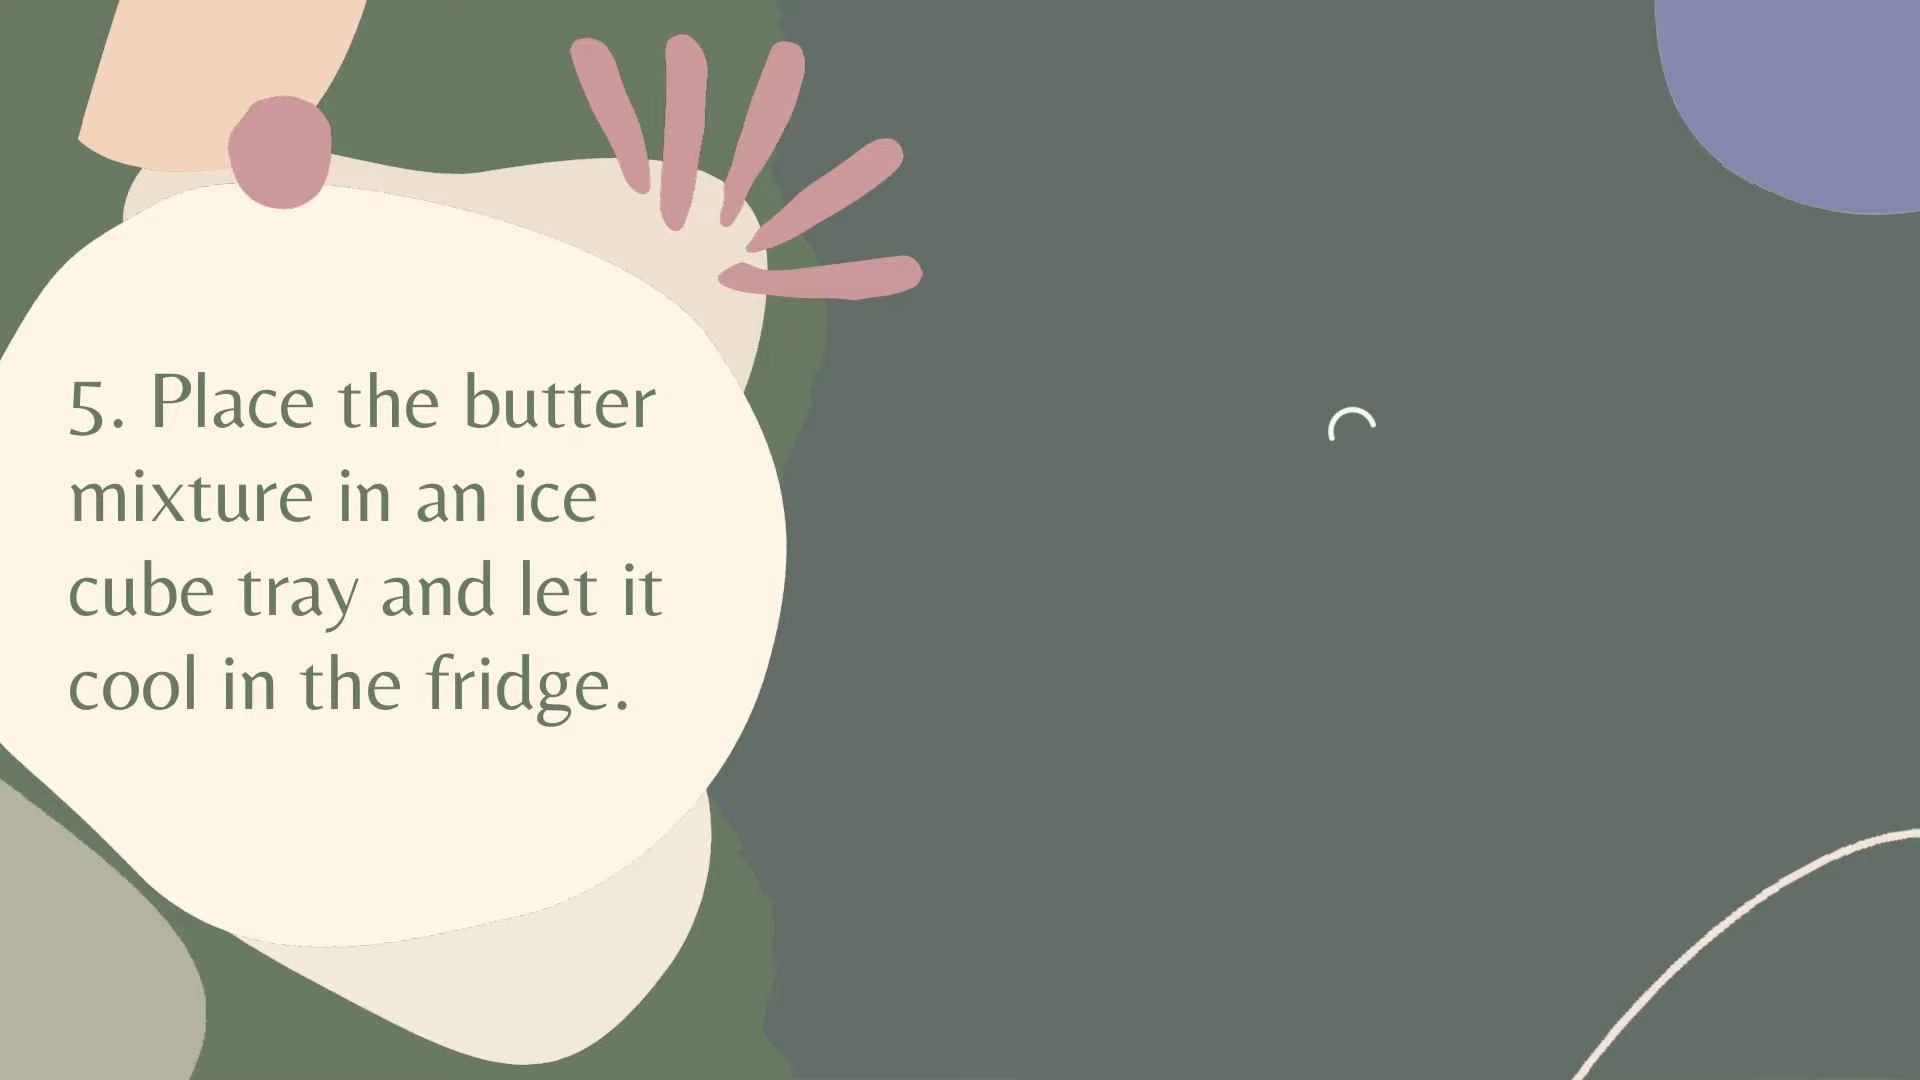 5. Place the butter
mixture in an ice
cube tray and let it
cool in the fridge.